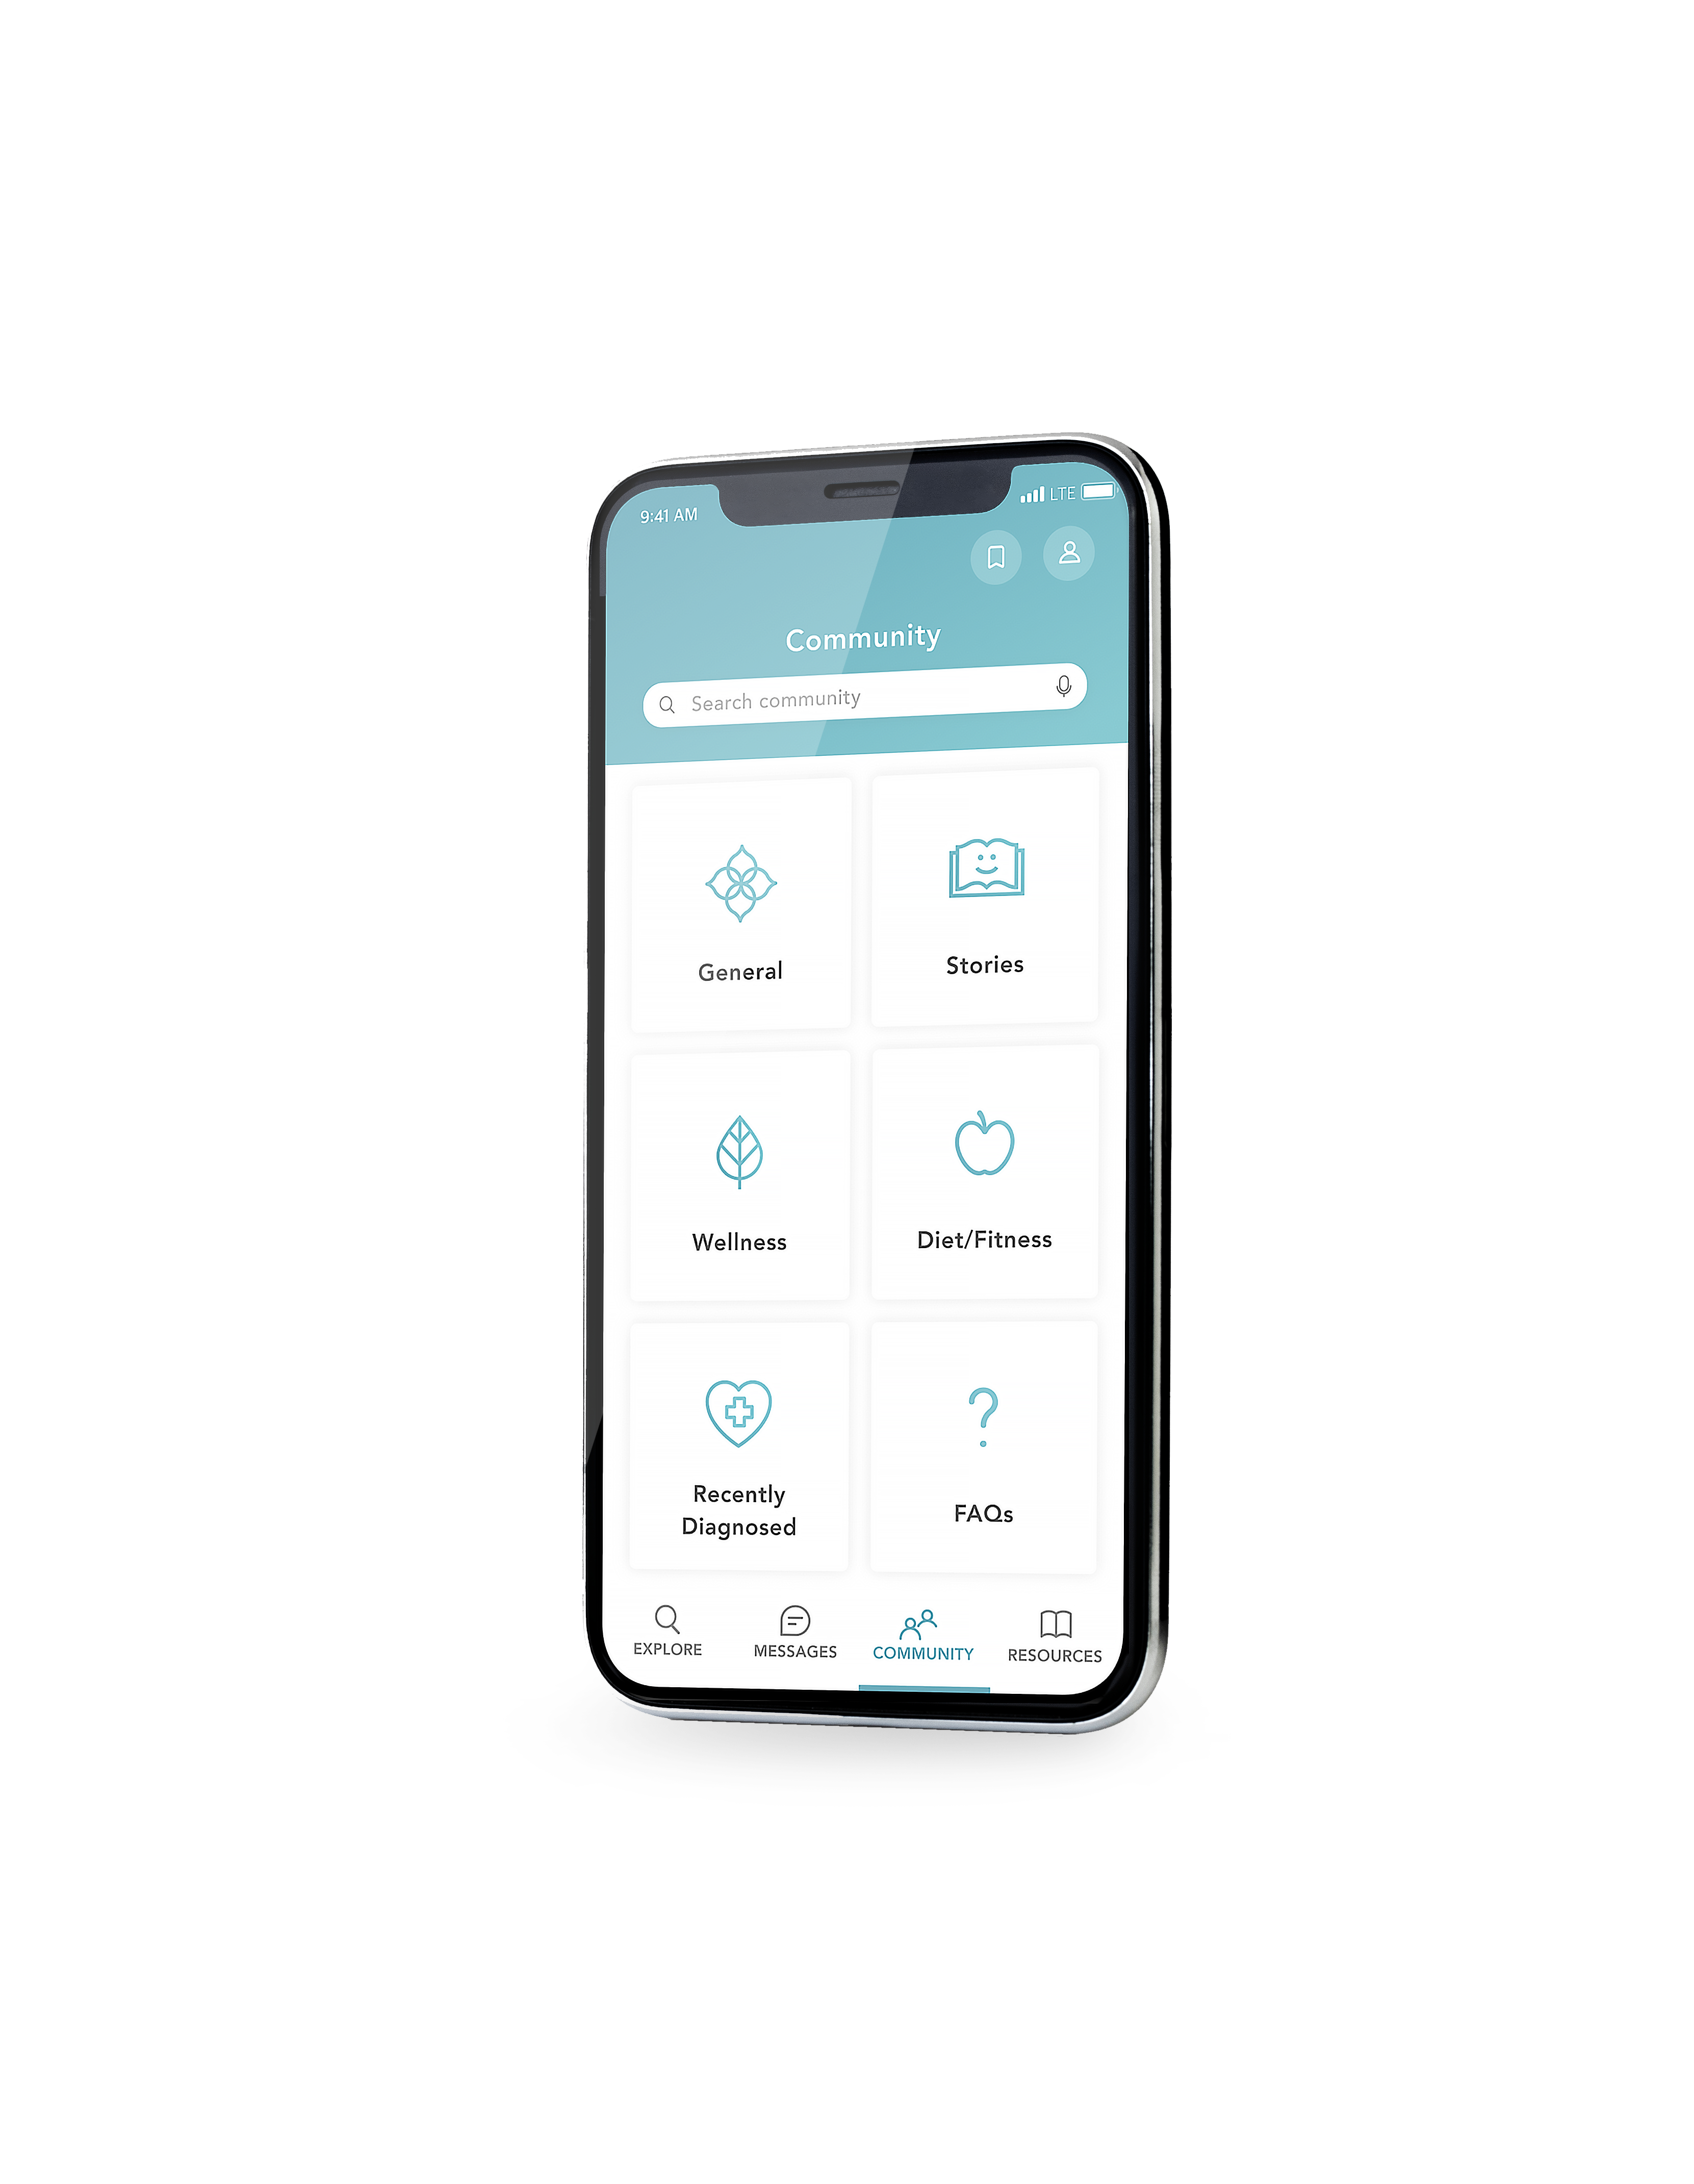 9:41 AM
LTE
Community
Search community
General
Stories
Wellness
Diet/Fitness
Recently
Diagnosed
FAQs
EXPLORE
MESSAGES
COMMUNITY
RESOURCES